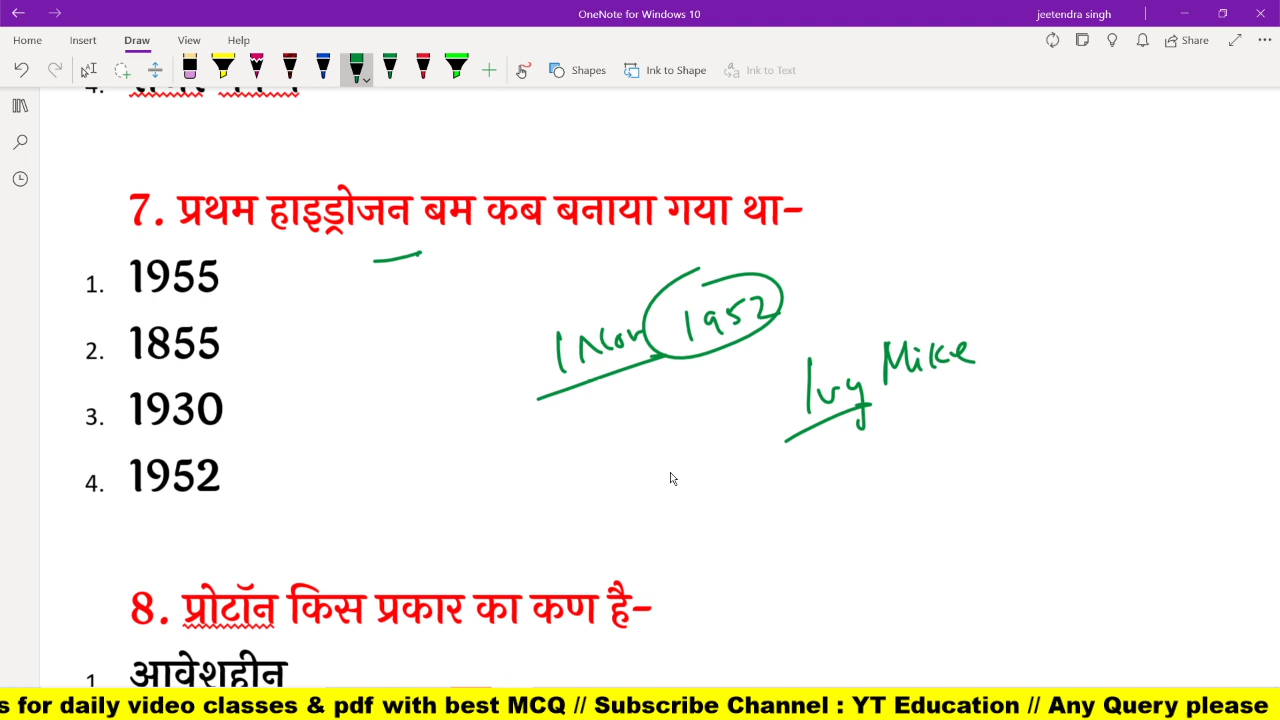 OneNote for Windows 10
jeetendra singh
Home Insert Draw View Help
Share
Shapes Ink to Shape Ink to Text
4.
7. प्रथम हाइड्रोजन बम कब बनाया गया था-
1. 1955
2. 1855
3. 1930
4. 1952
1 Nov 1952
Ivy Mike
8. प्रोटॉन किस प्रकार का कण है-
1. आवेशहीन
s for daily video classes & pdf with best MCQ // Subscribe Channel : YT Education // Any Query please